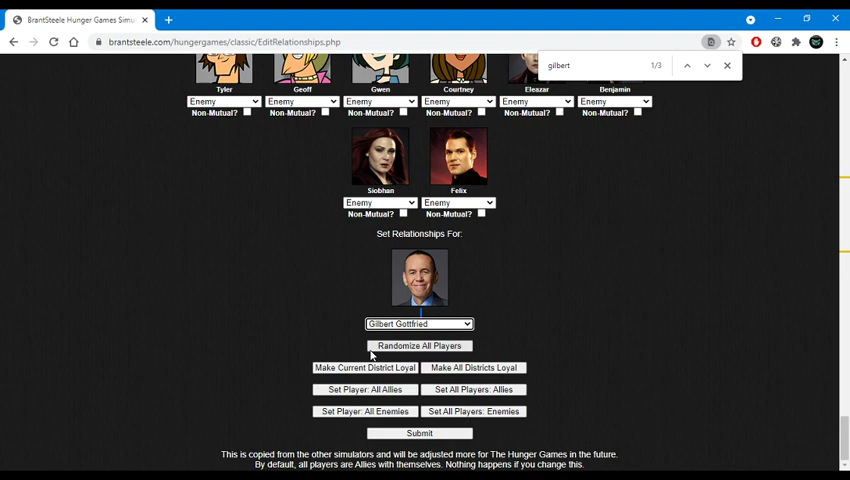 BrantSteele Hunger Games Simu
brantsteele.com/hungergames/classic/EditRelationships.php
gilbert 1/3
Tyler Geoff Gwen Courtney Eleazar Benjamin
Enemy Enemy Enemy Enemy Enemy Enemy
Non-Mutual? Non-Mutual? Non-Mutual? Non-Mutual? Non-Mutual? Non-Mutual?
Siobhan Felix
Enemy Enemy
Non-Mutual? Non-Mutual?
Set Relationships For:
Gilbert Gottfried
Randomize All Players
Make Current District Loyal Make All Districts Loyal
Set Player: All Allies Set All Players: Allies
Set Player: All Enemies Set All Players: Enemies
Submit
This is copied from the other simulators and will be adjusted more for The Hunger Games in the future.
By default, all players are Allies with themselves. Nothing happens if you change this.